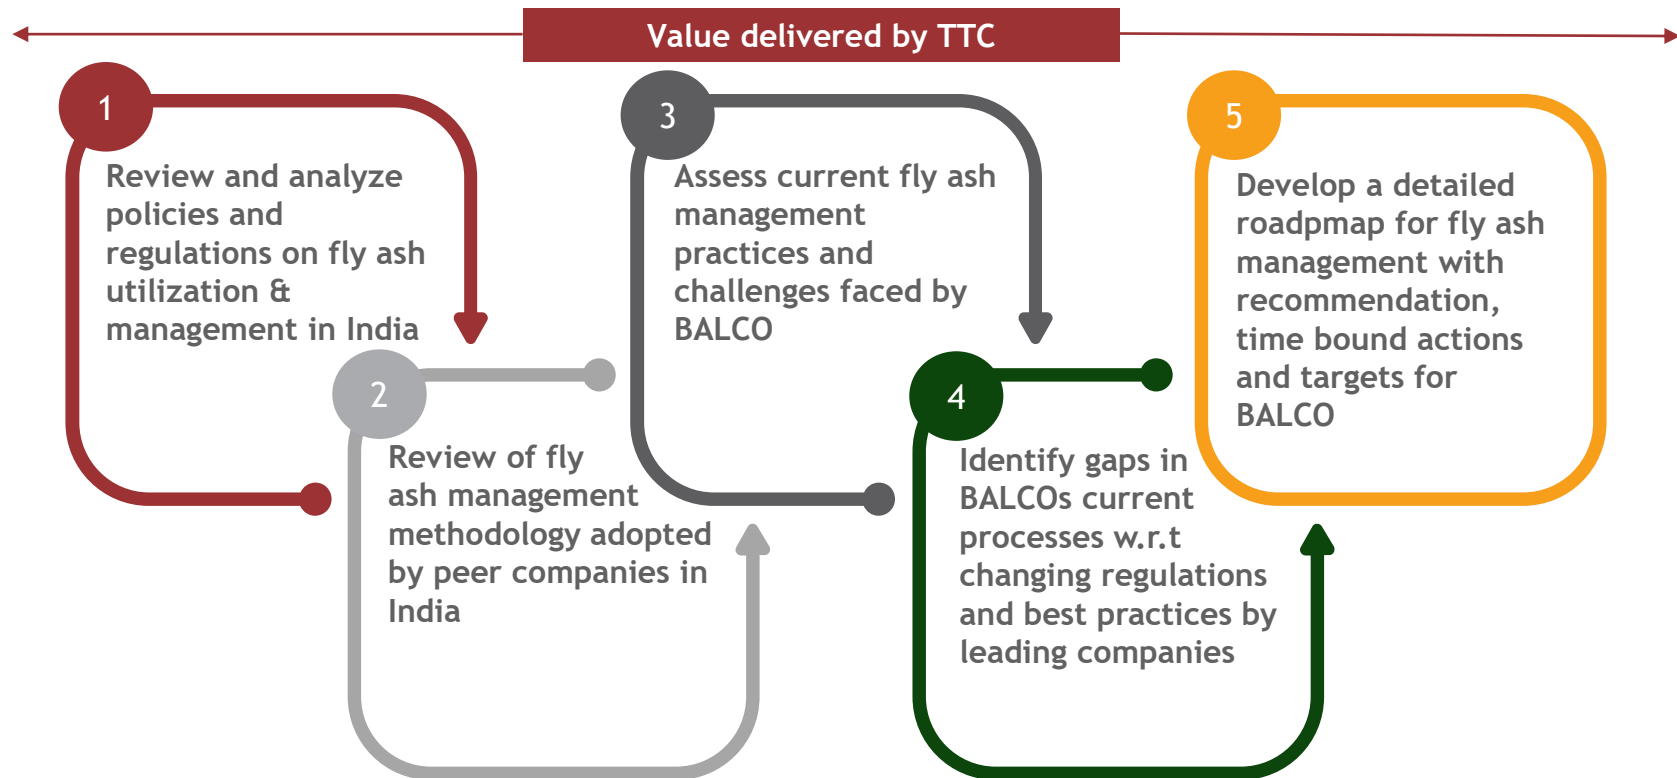 Value delivered by TTC
1
Review and analyze
policies and
regulations on fly ash
utilization &
management in India
2
Review of fly
ash management
methodology adopted
by peer companies in
India
3
Assess current fly ash
management
practices and
challenges faced by
BALCO
4
Identify gaps in
BALCOs current
processes w.r.t
changing regulations
and best practices by
leading companies
5
Develop a detailed
roadpmap for fly ash
management with
recommendation,
time bound actions
and targets for
BALCO